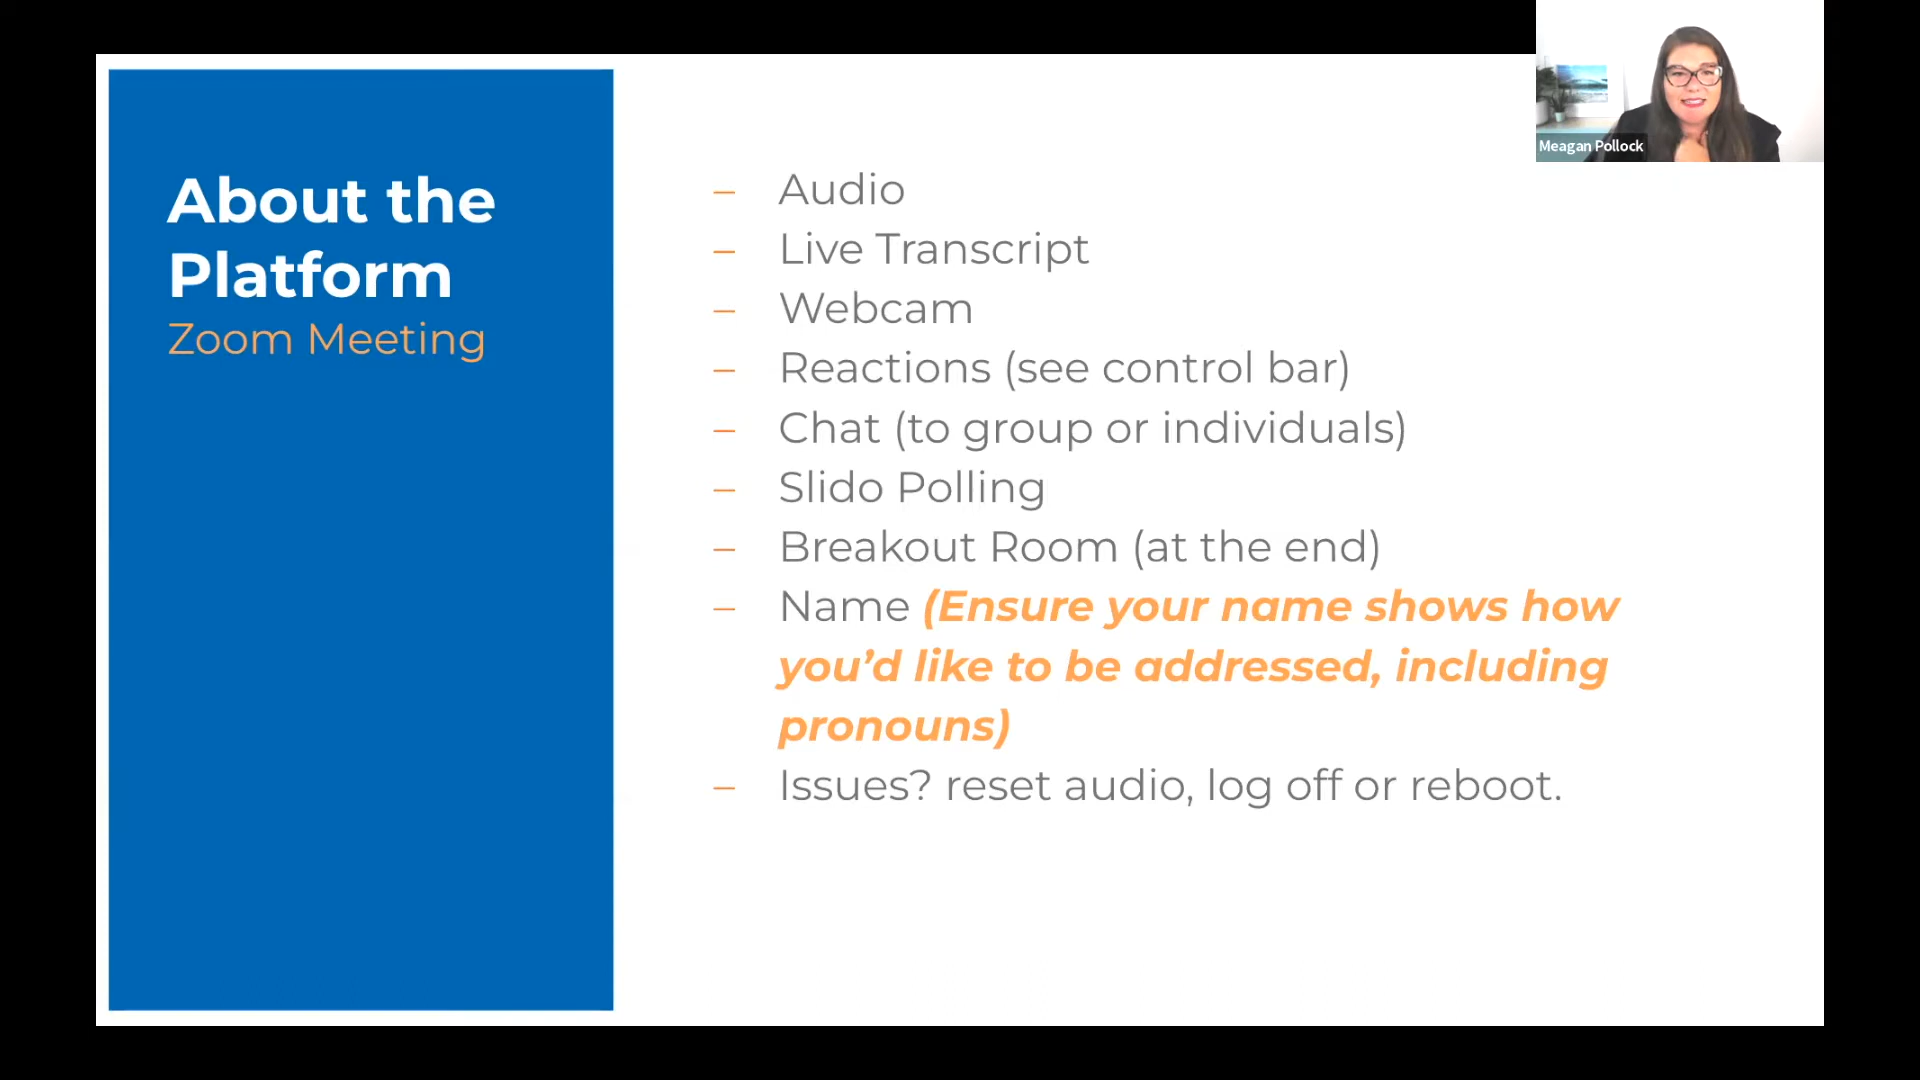 About the
Platform
Zoom Meeting
– Audio
– Live Transcript
– Webcam
– Reactions (see control bar)
– Chat (to group or individuals)
– Slido Polling
– Breakout Room (at the end)
– Name (Ensure your name shows how
you’d like to be addressed, including
pronouns)
– Issues? reset audio, log off or reboot.
Meagan Pollock